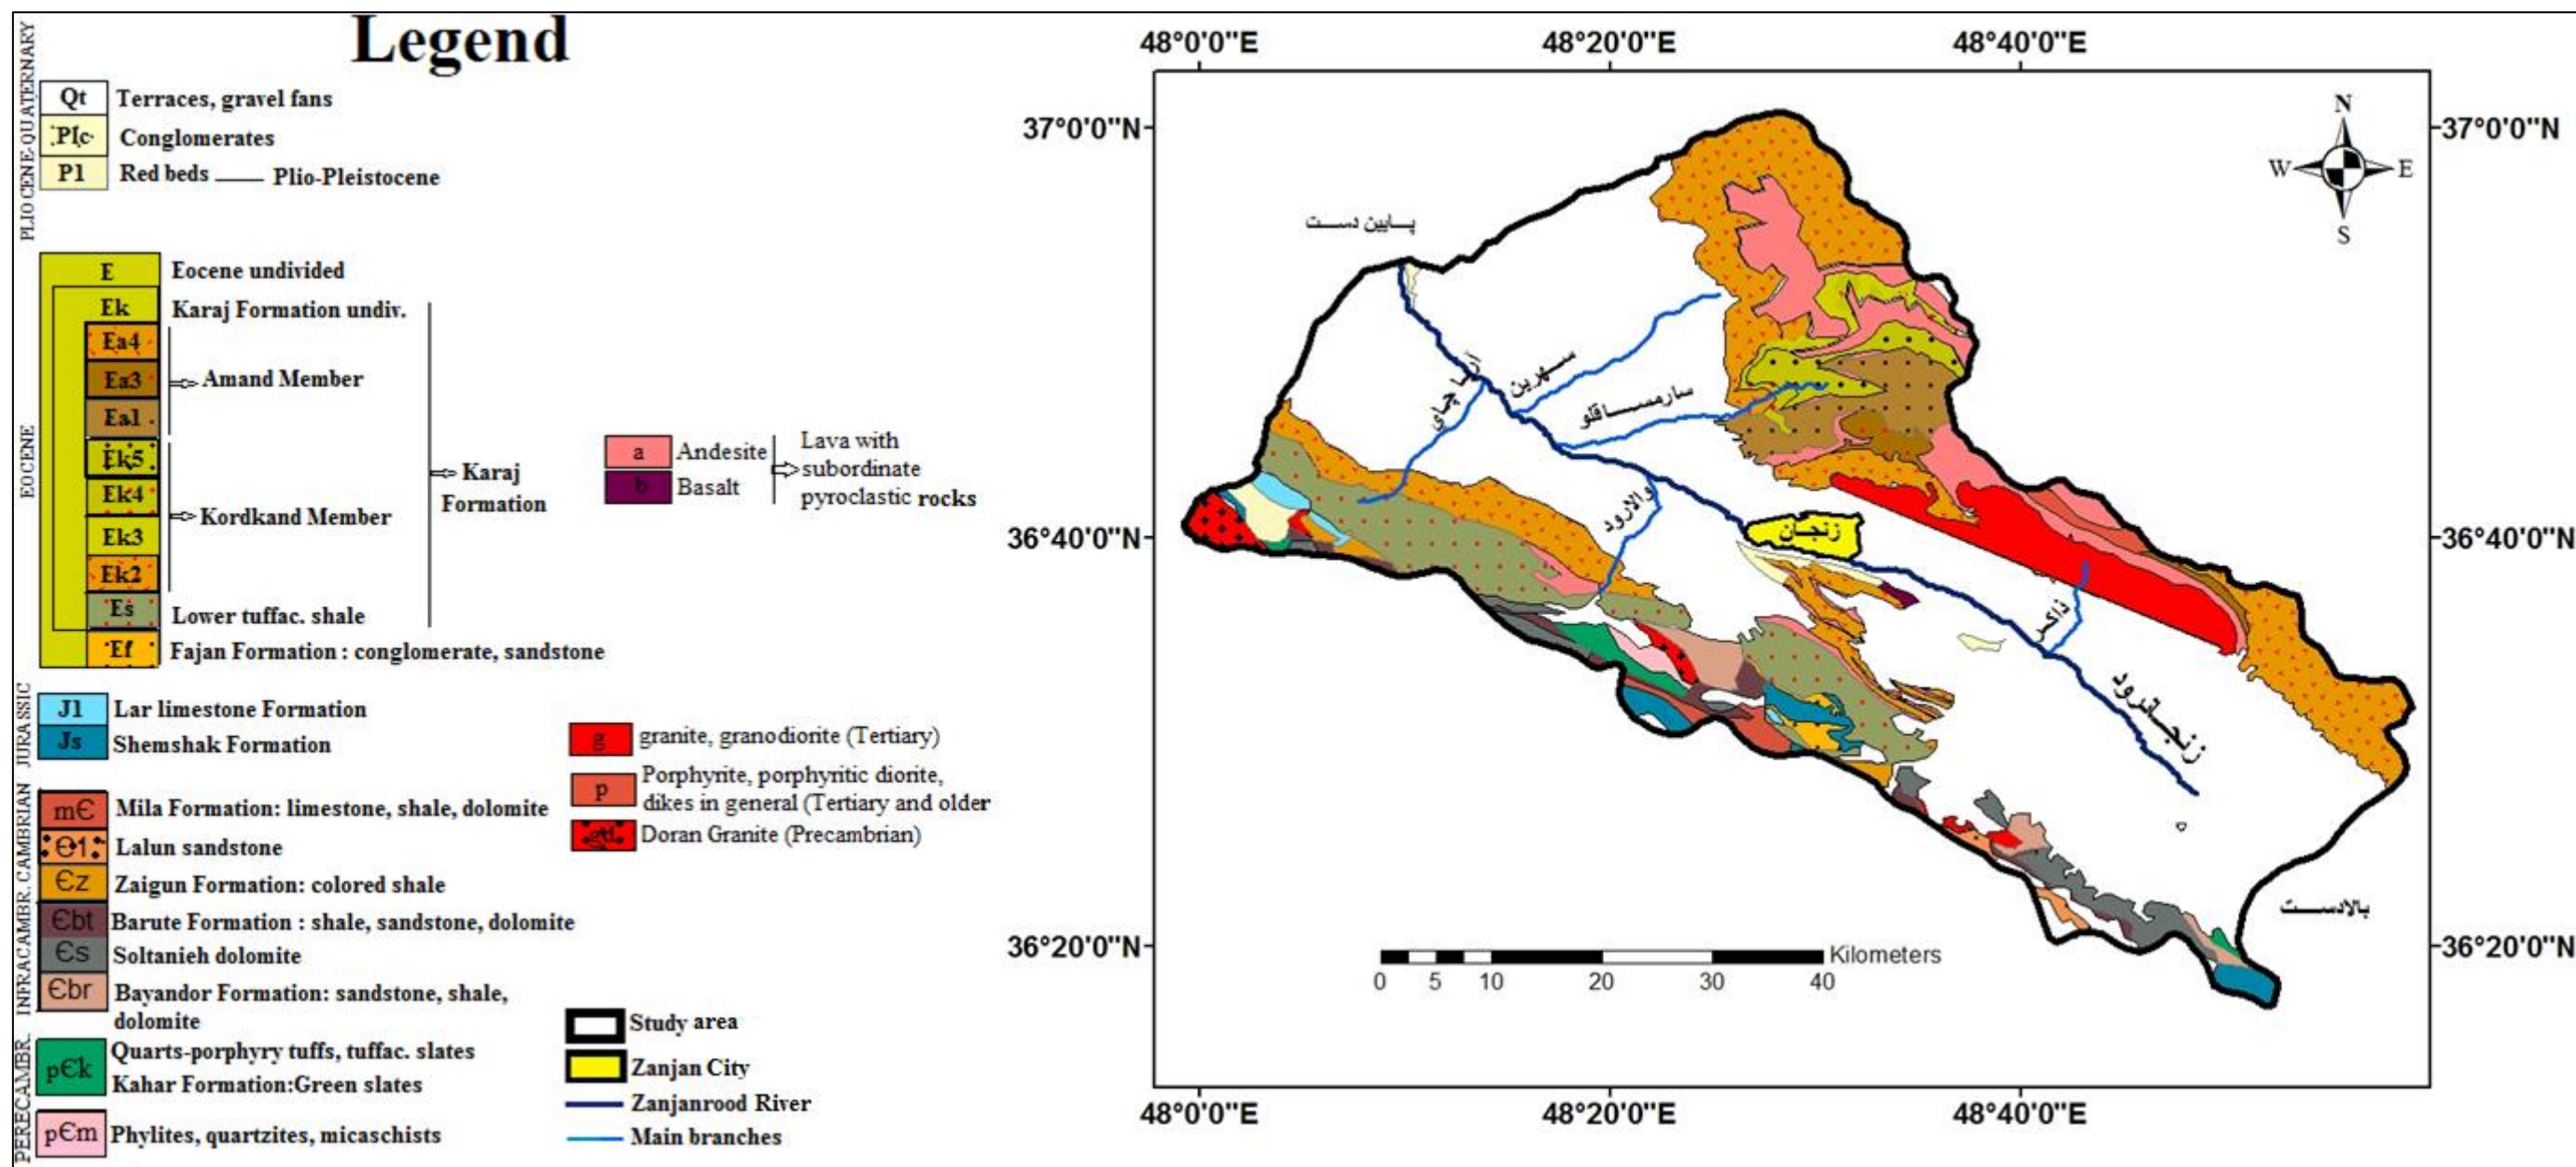 Legend
PLIOCENE-QUATERNARY
Qt Terraces, gravel fans
Plc Conglomerates
P1 Red beds —— Plio-Pleistocene
EOCENE
E Eocene undivided
Ek Karaj Formation undiv.
Ea4
Ea3
Ea1
Amand Member
Ek5
Ek4
Ek3
Ek2
Kordkand Member
Es Lower tuffac. shale
Karaj
Formation
Ef Fajan Formation : conglomerate, sandstone
a Andesite
b Basalt
Lava with
subordinate
pyroclastic rocks
JURASSIC
J1 Lar limestone Formation
Js Shemshak Formation
INFRACAMBR. CAMBRIAN
mЄ Mila Formation: limestone, shale, dolomite
Є1 Lalun sandstone
Єz Zaigun Formation: colored shale
Єbt Barute Formation : shale, sandstone, dolomite
Єs Soltanieh dolomite
Єbr Bayandor Formation: sandstone, shale,
dolomite
PERECAMBR.
pЄk Quarts-porphyry tuffs, tuffac. slates
Kahar Formation:Green slates
pЄm Phylites, quartzites, micaschists
g granite, granodiorite (Tertiary)
p Porphyrite, porphyritic diorite,
dikes in general (Tertiary and older
gtd Doran Granite (Precambrian)
Study area
Zanjan City
Zanjanrood River
Main branches
48°0'0"E 48°20'0"E 48°40'0"E
37°0'0"N 37°0'0"N
36°40'0"N 36°40'0"N
36°20'0"N 36°20'0"N
48°0'0"E 48°20'0"E 48°40'0"E
N
W E
S
پایین دست
سهرین
سارمساقلو
والارود
زنجان
ذاکر
زنجانرود
بالادست
Kilometers
0 5 10 20 30 40